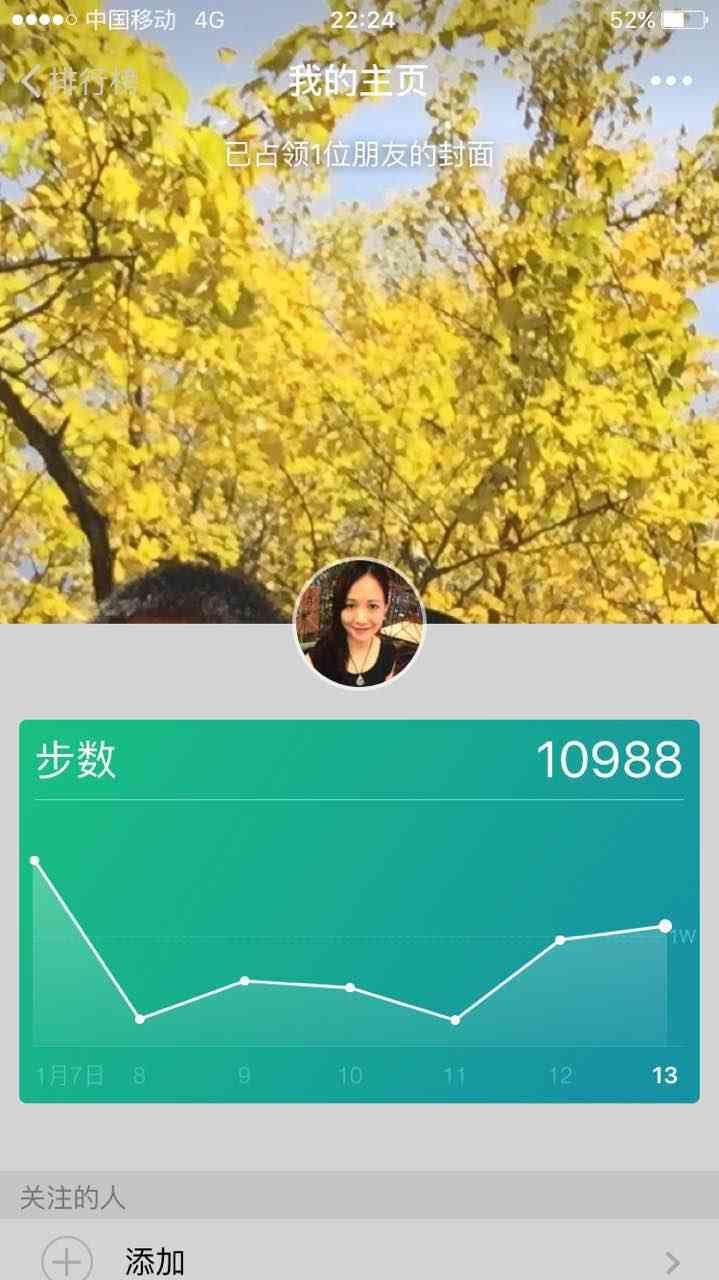 中国移动 4G 22:24 52%
排行榜 我的主页
已占领1位朋友的封面
步数 10988
1W
1月7日 8 9 10 11 12 13
关注的人
添加